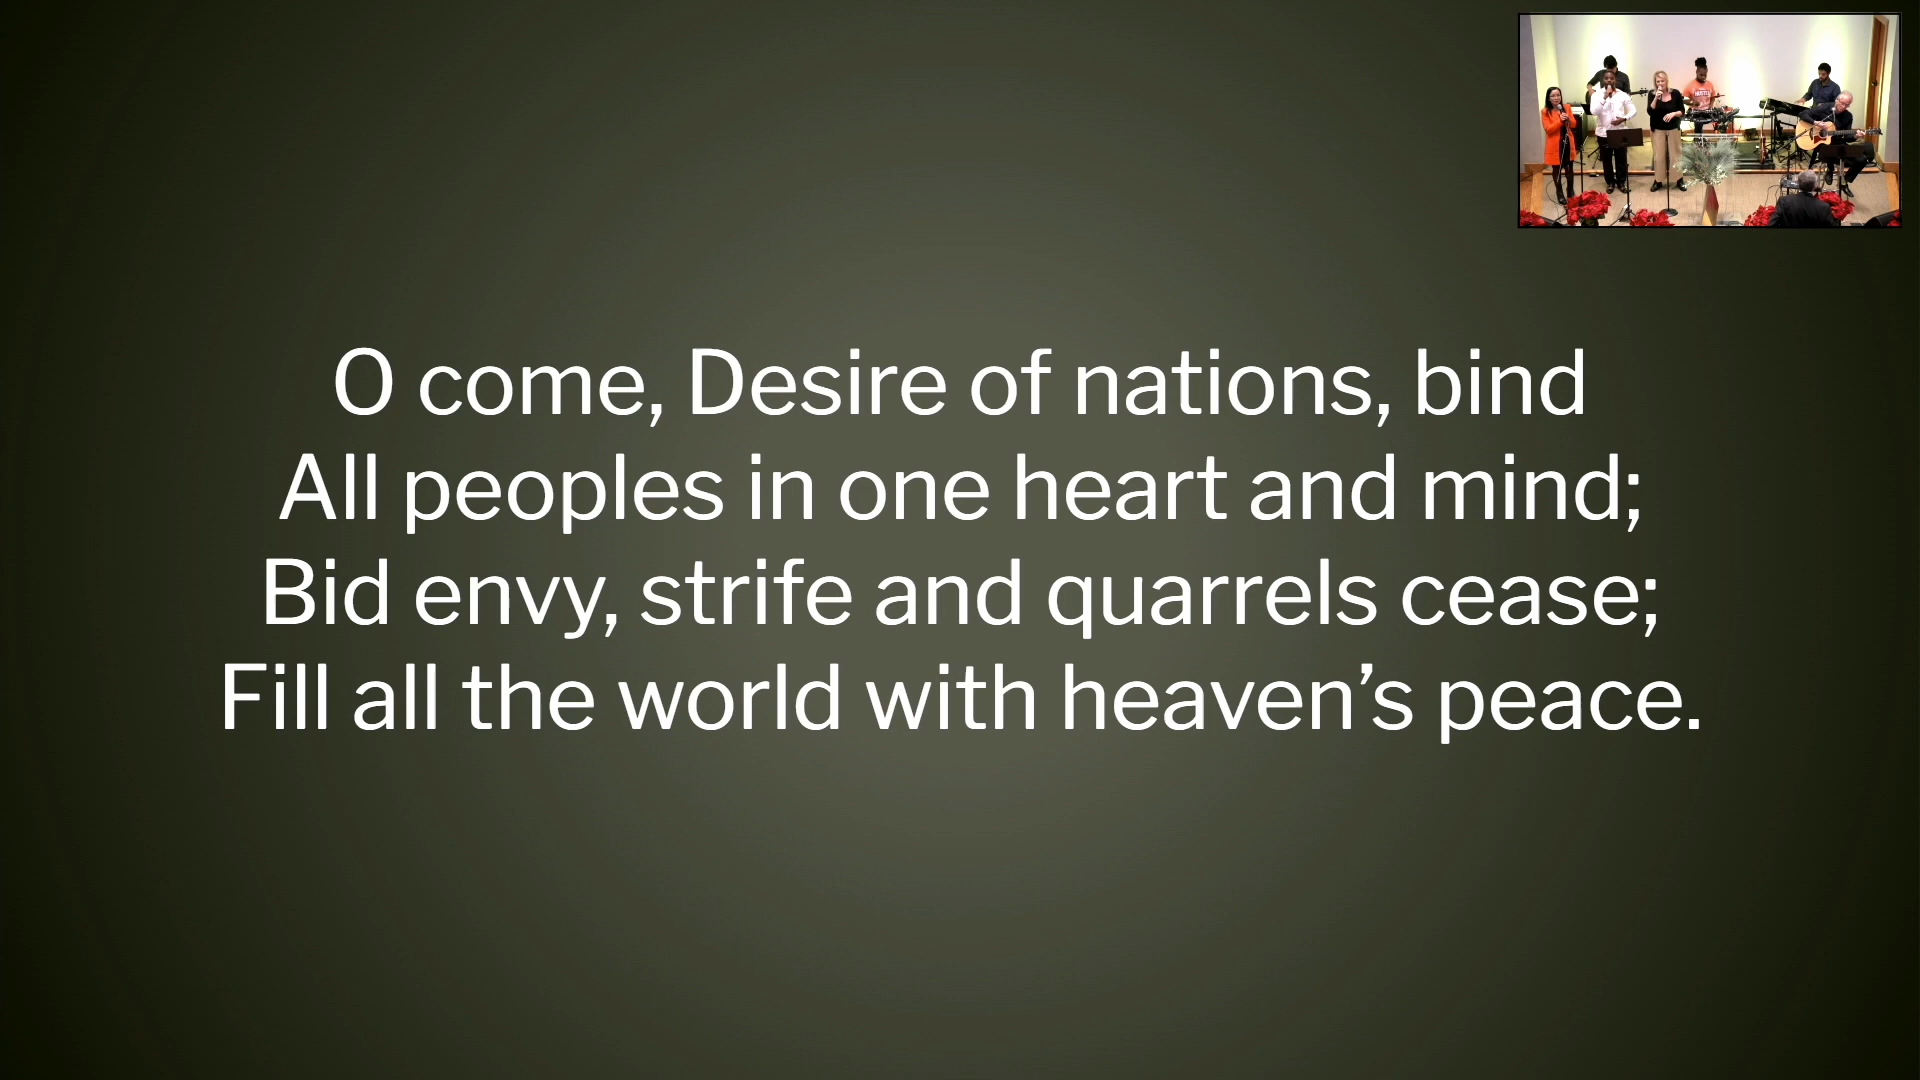 O come, Desire of nations, bind
All peoples in one heart and mind;
Bid envy, strife and quarrels cease;
Fill all the world with heaven’s peace.